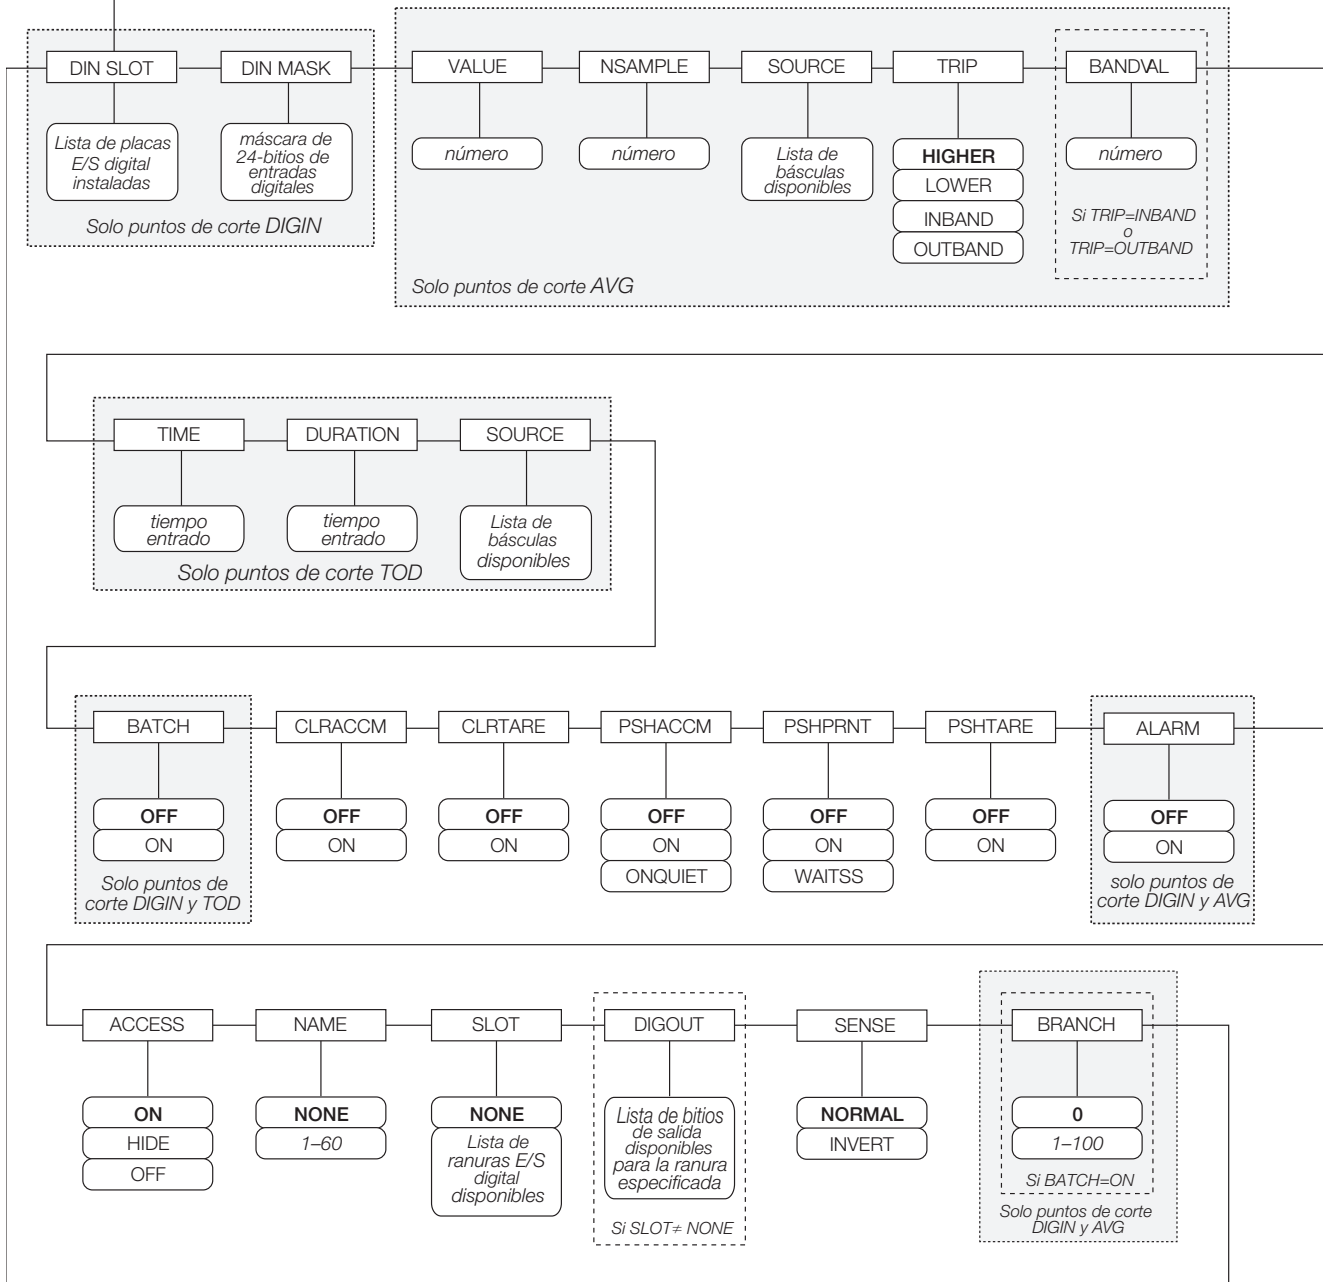 DIN SLOT
DIN MASK
VALUE
NSAMPLE
SOURCE
TRIP
BANDVAL
Lista de placas
E/S digital
instaladas
máscara de
24-bitios de
entradas
digitales
número
número
Lista de
básculas
disponibles
HIGHER
LOWER
INBAND
OUTBAND
número
Solo puntos de corte DIGIN
Si TRIP=INBAND
o
TRIP=OUTBAND
Solo puntos de corte AVG
TIME
DURATION
SOURCE
tiempo
entrado
tiempo
entrado
Lista de
básculas
disponibles
Solo puntos de corte TOD
BATCH
CLRACCM
CLRTARE
PSHACCM
PSHPRNT
PSHTARE
ALARM
OFF
ON
OFF
ON
OFF
ON
OFF
ON
ONQUIET
OFF
ON
WAITSS
OFF
ON
OFF
ON
Solo puntos de
corte DIGIN y TOD
solo puntos de
corte DIGIN y AVG
ACCESS
NAME
SLOT
DIGOUT
SENSE
BRANCH
ON
HIDE
OFF
NONE
1–60
NONE
Lista de
ranuras E/S
digital
disponibles
Lista de bitios
de salida
disponibles
para la ranura
especificada
NORMAL
INVERT
0
1–100
Si SLOT≠ NONE
Si BATCH=ON
Solo puntos de corte
DIGIN y AVG